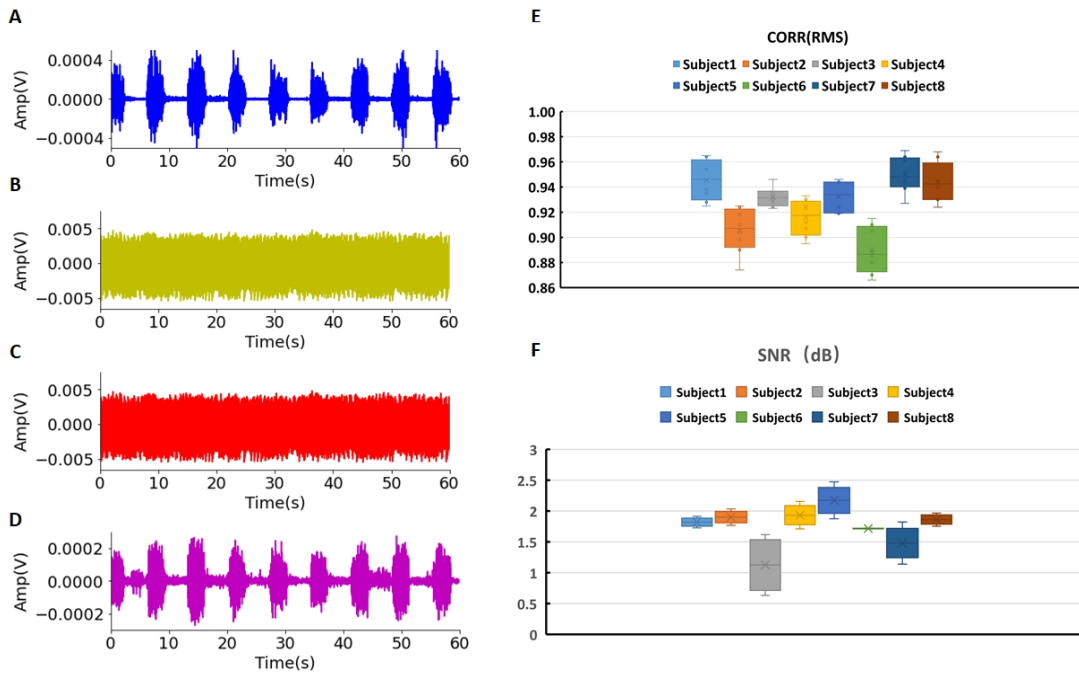 A
0.0004
0.0000
−0.0004
Amp(V)
0 10 20 30 40 50 60
Time(s)
B
0.005
0.000
−0.005
Amp(V)
0 10 20 30 40 50 60
Time(s)
C
0.005
0.000
−0.005
Amp(V)
0 10 20 30 40 50 60
Time(s)
D
0.0002
0.0000
−0.0002
Amp(V)
0 10 20 30 40 50 60
Time(s)
E
CORR(RMS)
Subject1 Subject2 Subject3 Subject4
Subject5 Subject6 Subject7 Subject8
1.00
0.98
0.96
0.94
0.92
0.90
0.88
0.86
F
SNR（dB）
Subject1 Subject2 Subject3 Subject4
Subject5 Subject6 Subject7 Subject8
3
2.5
2
1.5
1
0.5
0